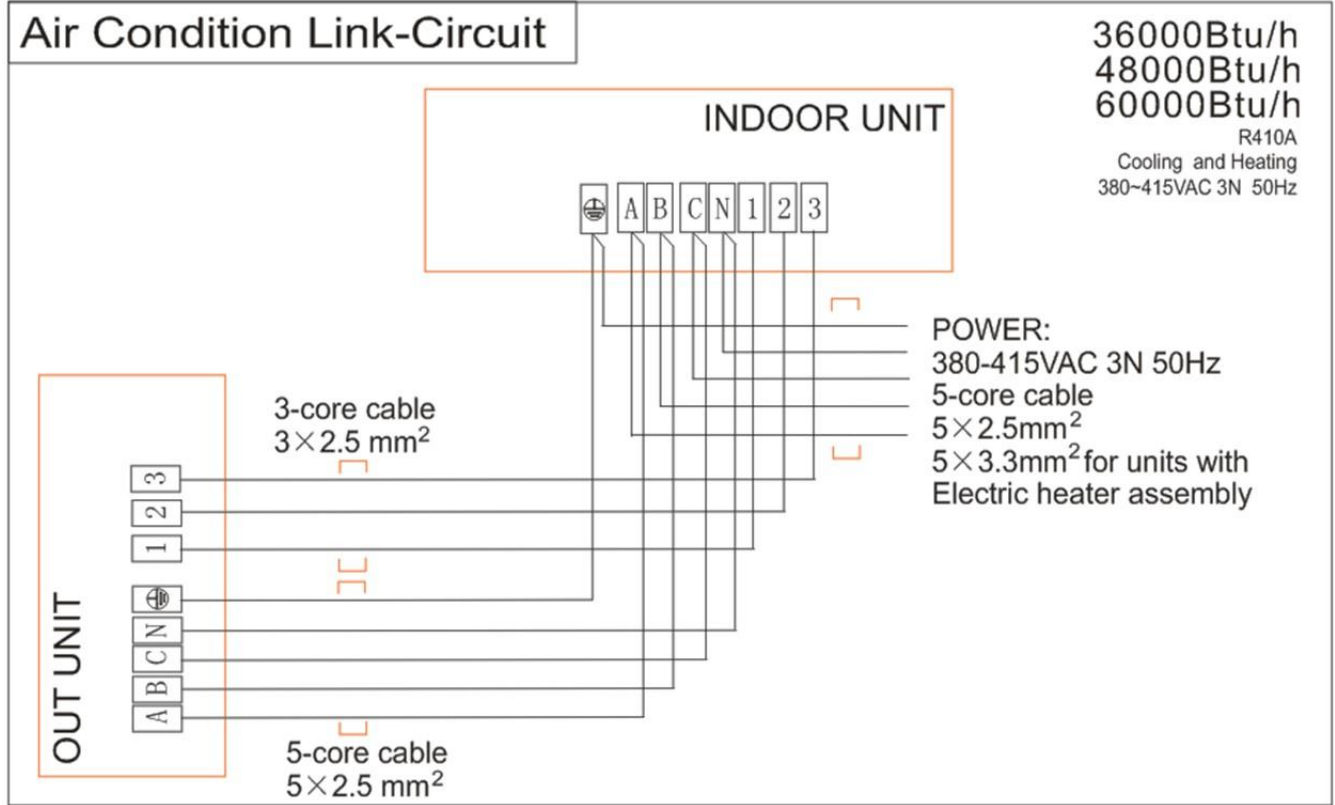 Air Condition Link-Circuit
36000Btu/h
48000Btu/h
60000Btu/h
R410A
Cooling and Heating
380~415VAC 3N 50Hz
INDOOR UNIT
⏚ A B C N 1 2 3
POWER:
380-415VAC 3N 50Hz
5-core cable
5×2.5mm²
5×3.3mm² for units with
Electric heater assembly
3-core cable
3×2.5 mm²
OUT UNIT
3
2
1
⏚
N
C
B
A
5-core cable
5×2.5 mm²